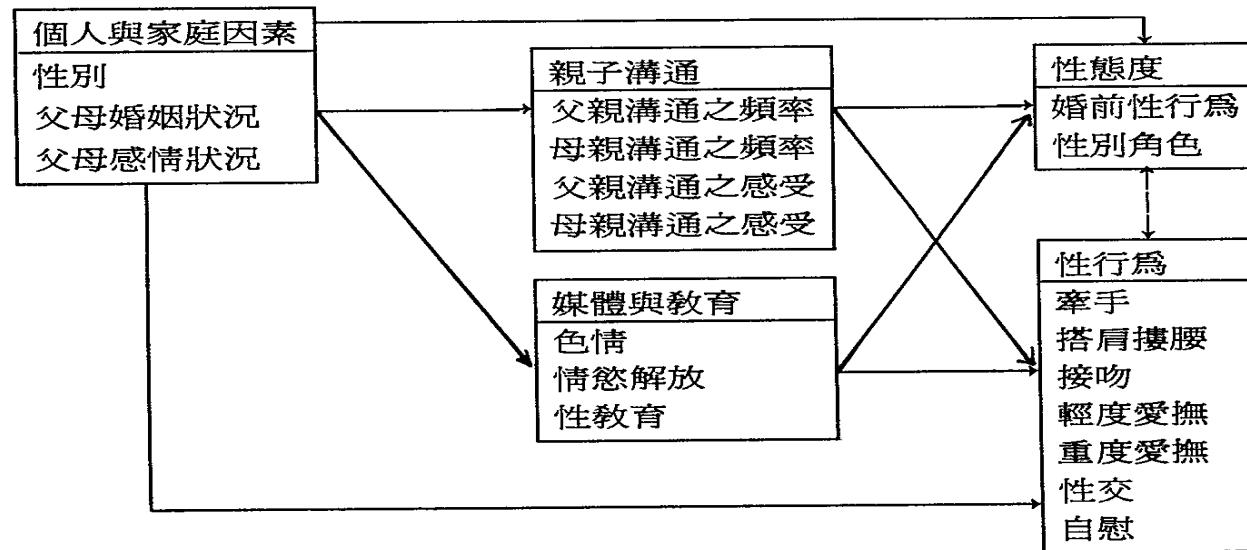 個人與家庭因素
性別
父母婚姻狀況
父母感情狀況
親子溝通
父親溝通之頻率
母親溝通之頻率
父親溝通之感受
母親溝通之感受
媒體與教育
色情
情慾解放
性教育
性態度
婚前性行為
性別角色
性行為
牽手
搭肩摟腰
接吻
輕度愛撫
重度愛撫
性交
自慰